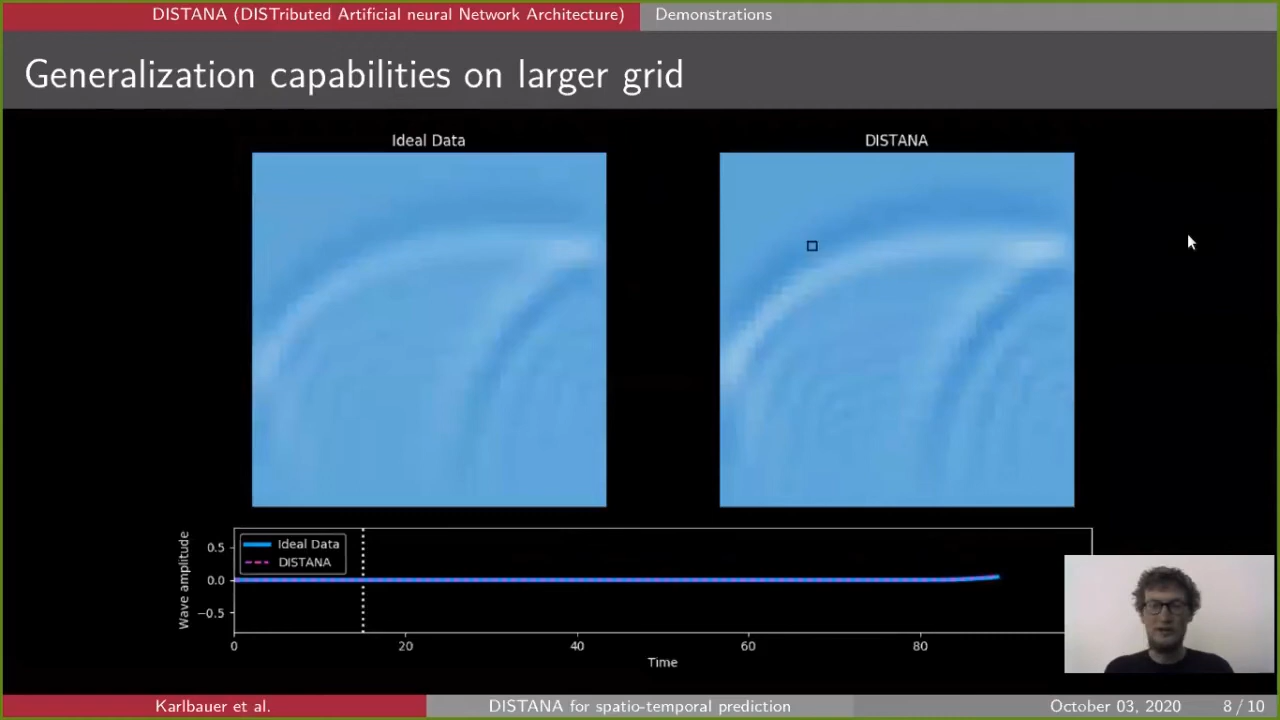 DISTANA (DISTributed Artificial neural Network Architecture)
Demonstrations
Generalization capabilities on larger grid
Ideal Data
DISTANA
Wave amplitude
0.5
0.0
−0.5
Ideal Data
DISTANA
0
20
40
60
80
Time
Karlbauer et al.
DISTANA for spatio-temporal prediction
October 03, 2020
8 / 10